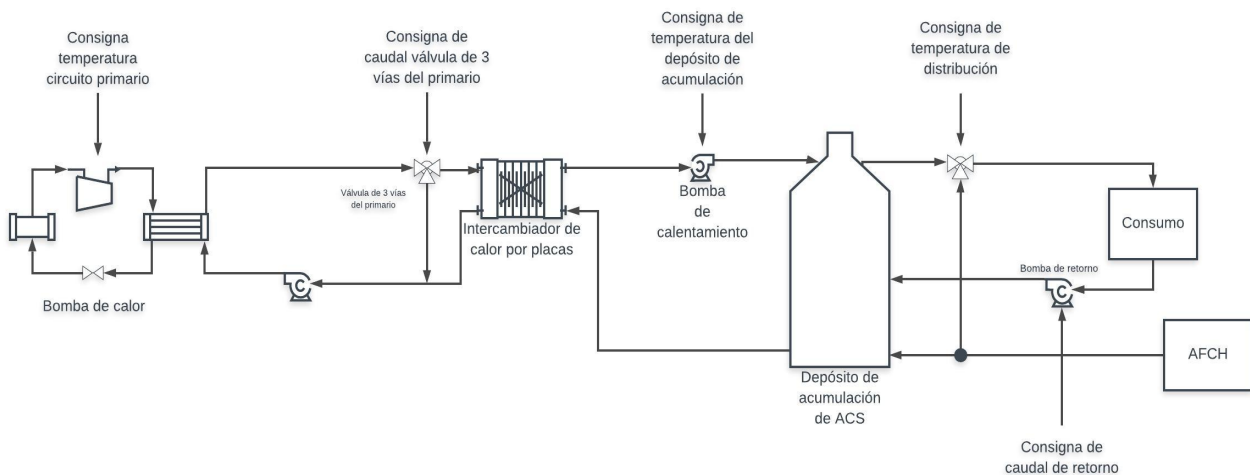 Consigna
temperatura
circuito primario
Consigna de
caudal válvula de 3
vías del primario
Consigna de
temperatura del
depósito de
acumulación
Consigna de
temperatura de
distribución
Válvula de 3 vías
del primario
Intercambiador de
calor por placas
Bomba
de
calentamiento
Consumo
Bomba de retorno
Bomba de calor
AFCH
Depósito de
acumulación
de ACS
Consigna de
caudal de retorno